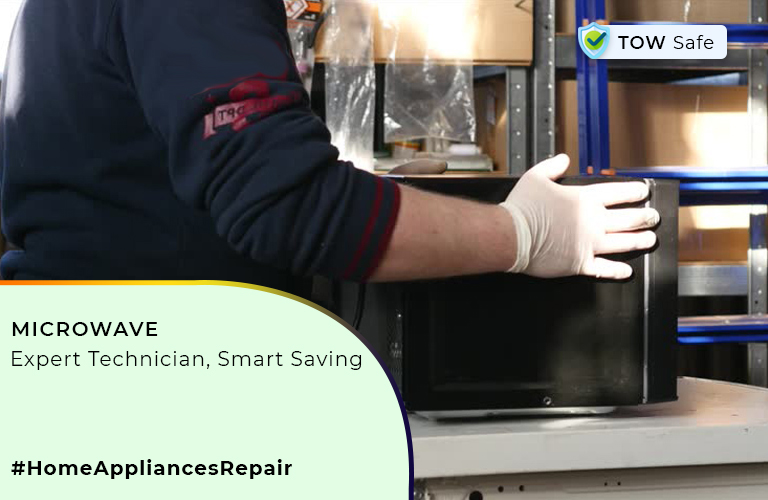 TOW Safe
MICROWAVE
Expert Technician, Smart Saving
#HomeAppliancesRepair